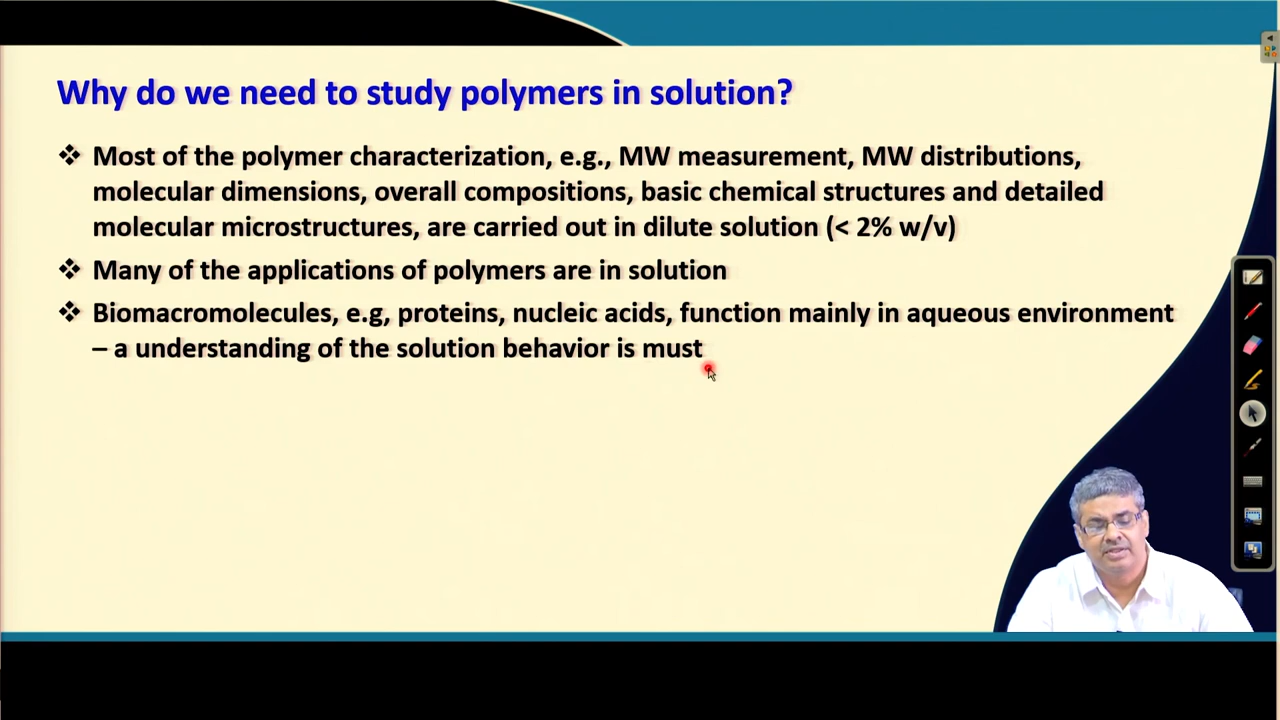 Why do we need to study polymers in solution?
❖ Most of the polymer characterization, e.g., MW measurement, MW distributions,
molecular dimensions, overall compositions, basic chemical structures and detailed
molecular microstructures, are carried out in dilute solution (< 2% w/v)
❖ Many of the applications of polymers are in solution
❖ Biomacromolecules, e.g, proteins, nucleic acids, function mainly in aqueous environment
– a understanding of the solution behavior is must